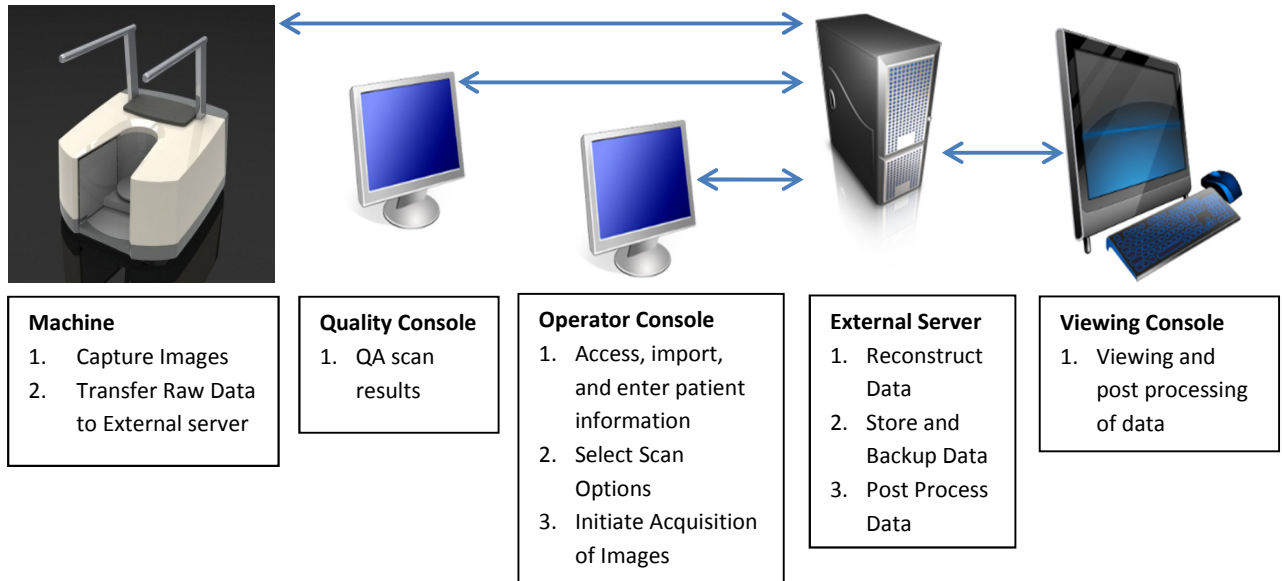 Machine
1. Capture Images
2. Transfer Raw Data
to External server
Quality Console
1. QA scan
results
Operator Console
1. Access, import,
and enter patient
information
2. Select Scan
Options
3. Initiate Acquisition
of Images
External Server
1. Reconstruct
Data
2. Store and
Backup Data
3. Post Process
Data
Viewing Console
1. Viewing and
post processing
of data